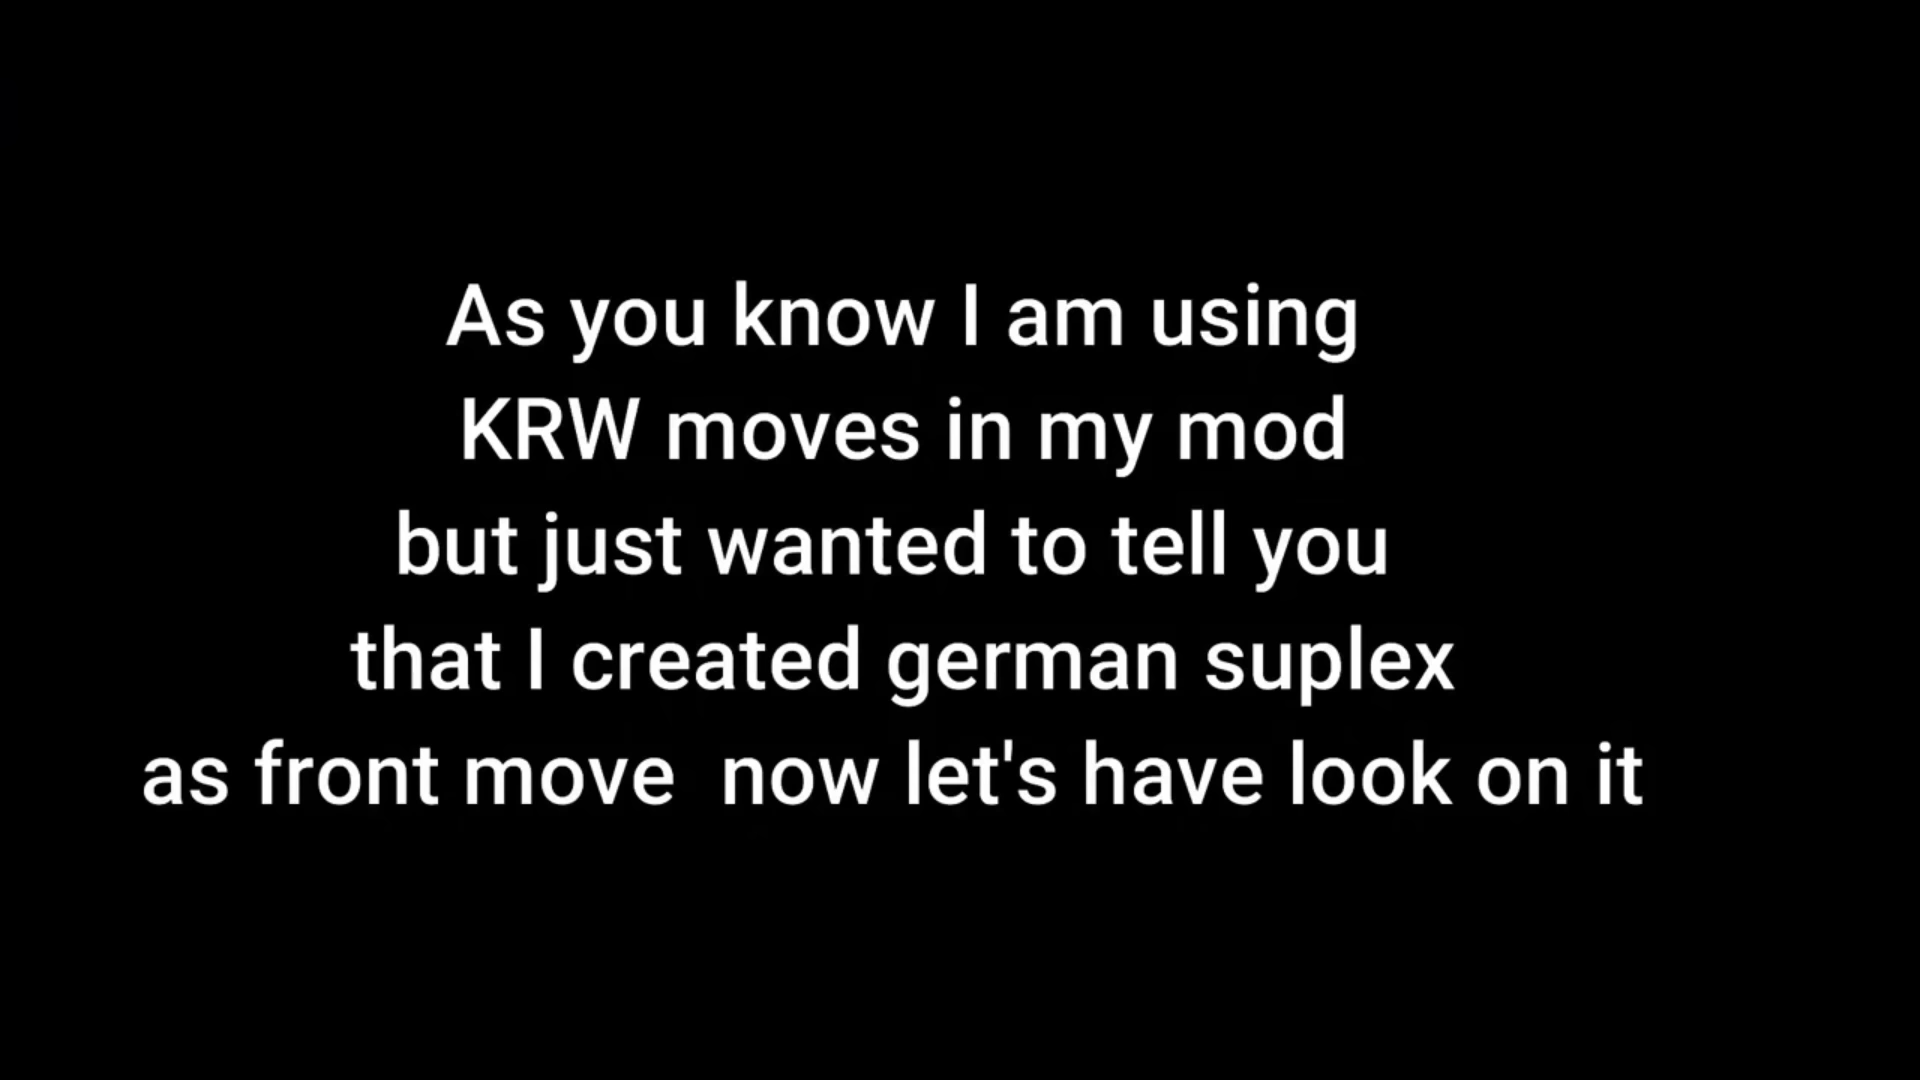 As you know I am using
KRW moves in my mod
but just wanted to tell you
that I created german suplex
as front move  now let's have look on it